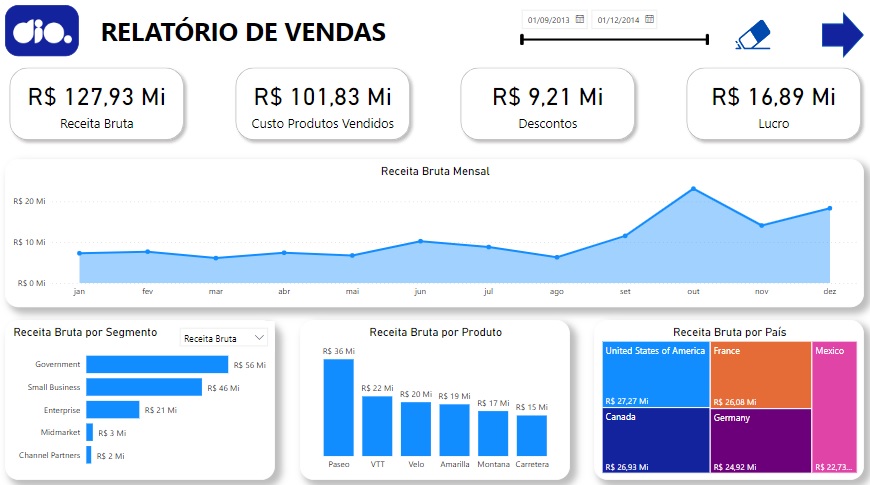 dio.
RELATÓRIO DE VENDAS
01/09/2013
01/12/2014
R$ 127,93 Mi
Receita Bruta
R$ 101,83 Mi
Custo Produtos Vendidos
R$ 9,21 Mi
Descontos
R$ 16,89 Mi
Lucro
Receita Bruta Mensal
R$ 20 Mi
R$ 10 Mi
R$ 0 Mi
jan fev mar abr mai jun jul ago set out nov dez
Receita Bruta por Segmento
Receita Bruta
Government R$ 56 Mi
Small Business R$ 46 Mi
Enterprise R$ 21 Mi
Midmarket R$ 3 Mi
Channel Partners R$ 2 Mi
Receita Bruta por Produto
R$ 36 Mi
R$ 22 Mi
R$ 20 Mi
R$ 19 Mi
R$ 17 Mi
R$ 15 Mi
Paseo VTT Velo Amarilla Montana Carretera
Receita Bruta por País
United States of America
R$ 27,27 Mi
Canada
R$ 26,93 Mi
France
R$ 26,08 Mi
Germany
R$ 24,92 Mi
Mexico
R$ 22,73...